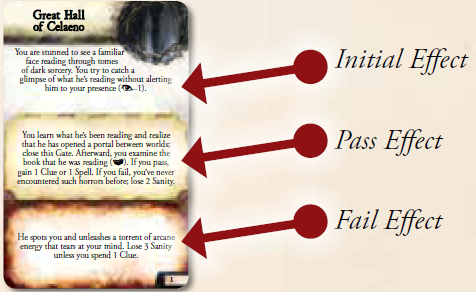 Great Hall
of Celaeno
You are stunned to see a familiar
face reading through tomes
of dark sorcery. You try to catch a
glimpse of what he's reading without alerting
him to your presence (-1).
Initial Effect
You learn what he's been reading and realize
that he has opened a portal between worlds;
close this Gate. Afterward, you examine the
book that he was reading (). If you pass,
gain 1 Clue or 1 Spell. If you fail, you've never
encountered such horrors before; lose 2 Sanity.
Pass Effect
He spots you and unleashes a torrent of arcane
energy that tears at your mind. Lose 3 Sanity
unless you spend 1 Clue.
Fail Effect
1